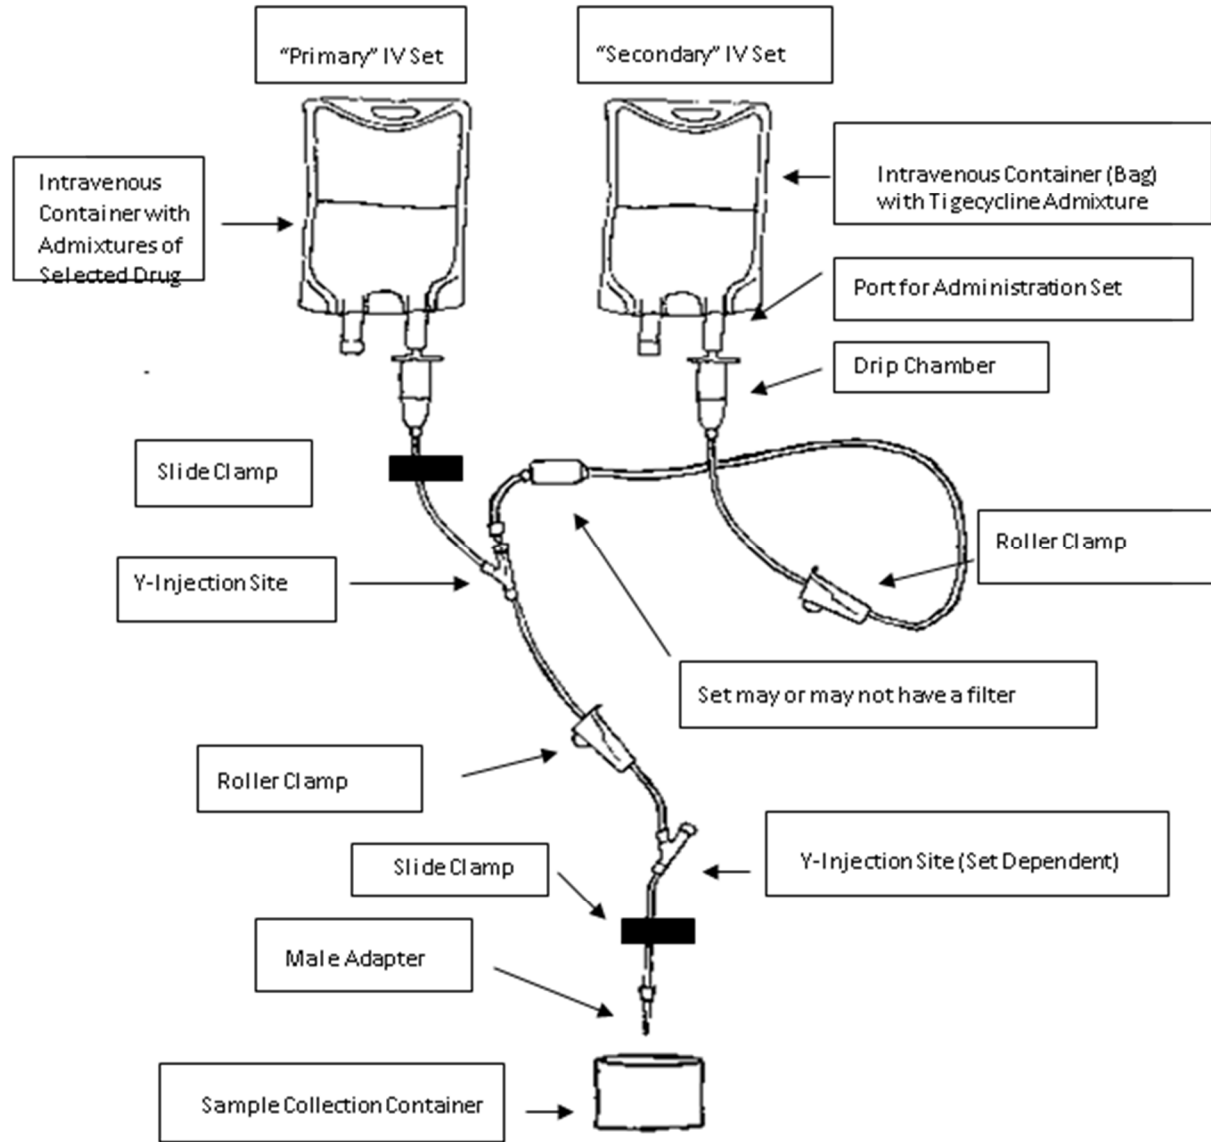 “Primary” IV Set
“Secondary” IV Set
Intravenous
Container with
Admixtures of
Selected Drug
Intravenous Container (Bag)
with Tigecycline Admixture
Port for Administration Set
Drip Chamber
Slide Clamp
Roller Clamp
Y-Injection Site
Set may or may not have a filter
Roller Clamp
Y-Injection Site (Set Dependent)
Slide Clamp
Male Adapter
Sample Collection Container